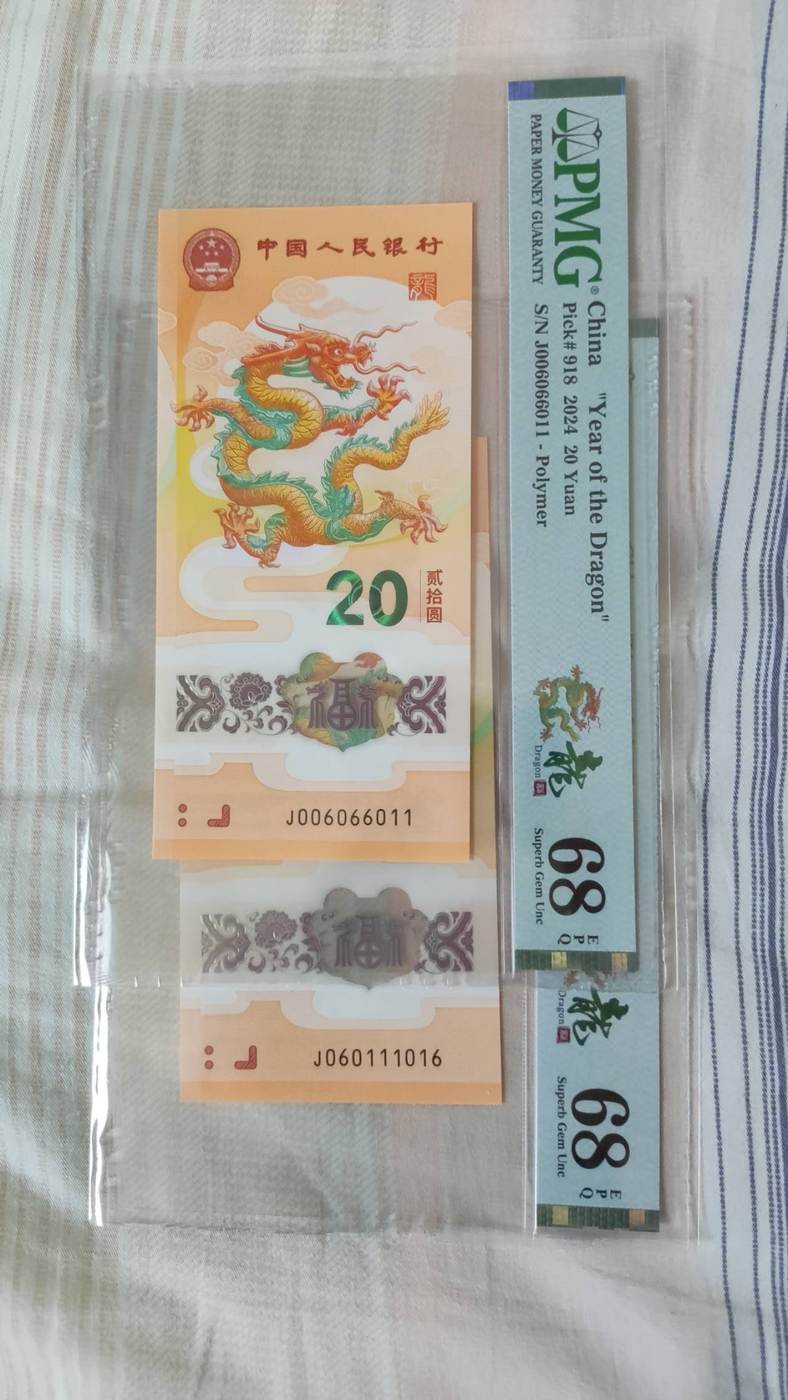 中国人民银行
龍
20
贰拾圆
福
J006066011
福
J060111016
PMG®
PAPER MONEY GUARANTY
China "Year of the Dragon"
Pick# 918 2024 20 Yuan
S/N J006066011 - Polymer
龍
Dragon
68
EPQ
Superb Gem Unc
龍
Dragon
68
EPQ
Superb Gem Unc